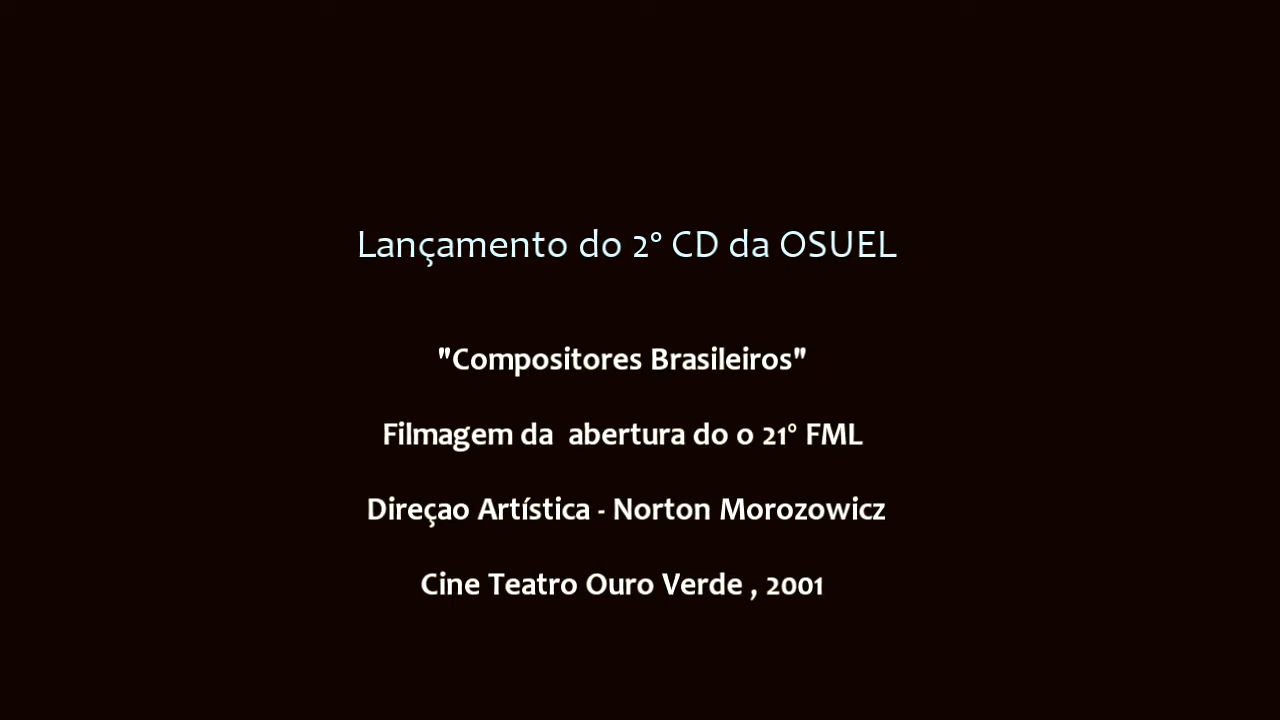 Lançamento do 2° CD da OSUEL
"Compositores Brasileiros"
Filmagem da  abertura do o 21° FML
Direçao Artística - Norton Morozowicz
Cine Teatro Ouro Verde , 2001